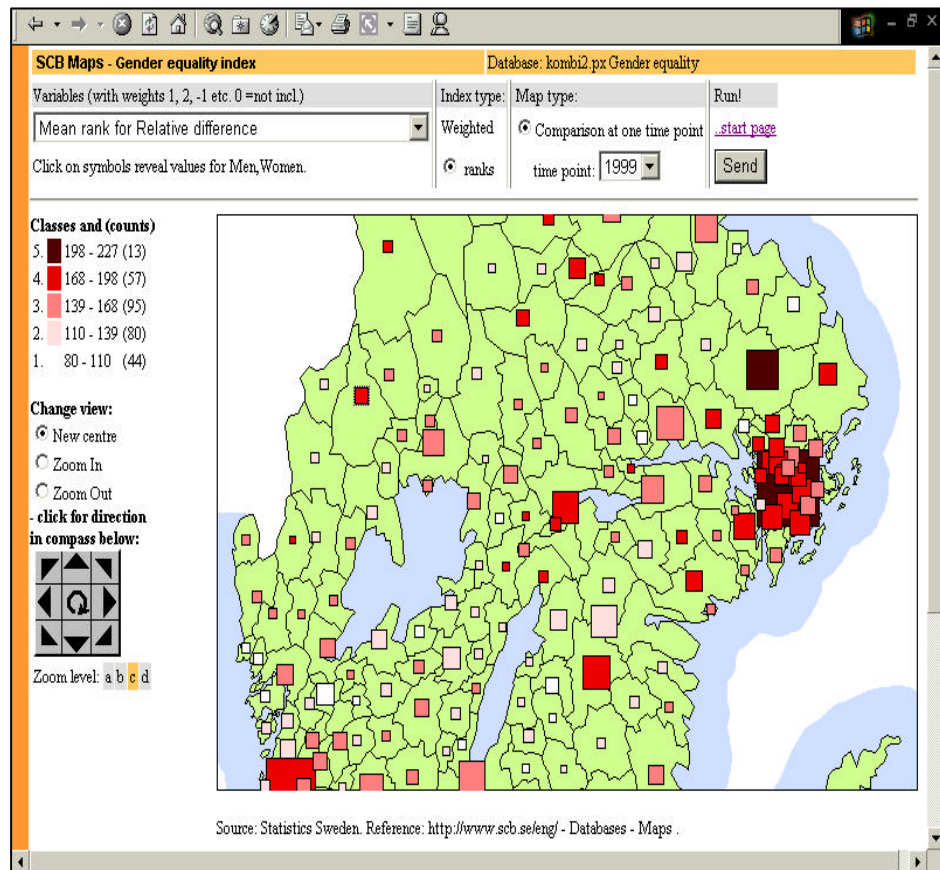 SCB Maps - Gender equality index
Database: kombi2.px Gender equality
Variables (with weights 1, 2, -1 etc. 0 =not incl.)
Index type:
Map type:
Run!
Mean rank for Relative difference
Weighted
Comparison at one time point
..start page
Click on symbols reveal values for Men,Women.
ranks
time point: 1999
Send
Classes and (counts)
5. 198 - 227 (13)
4. 168 - 198 (57)
3. 139 - 168 (95)
2. 110 - 139 (80)
1. 80 - 110 (44)
Change view:
New centre
Zoom In
Zoom Out
- click for direction
in compass below:
Zoom level: a b c d
Source: Statistics Sweden. Reference: http://www.scb.se/eng/ - Databases - Maps .